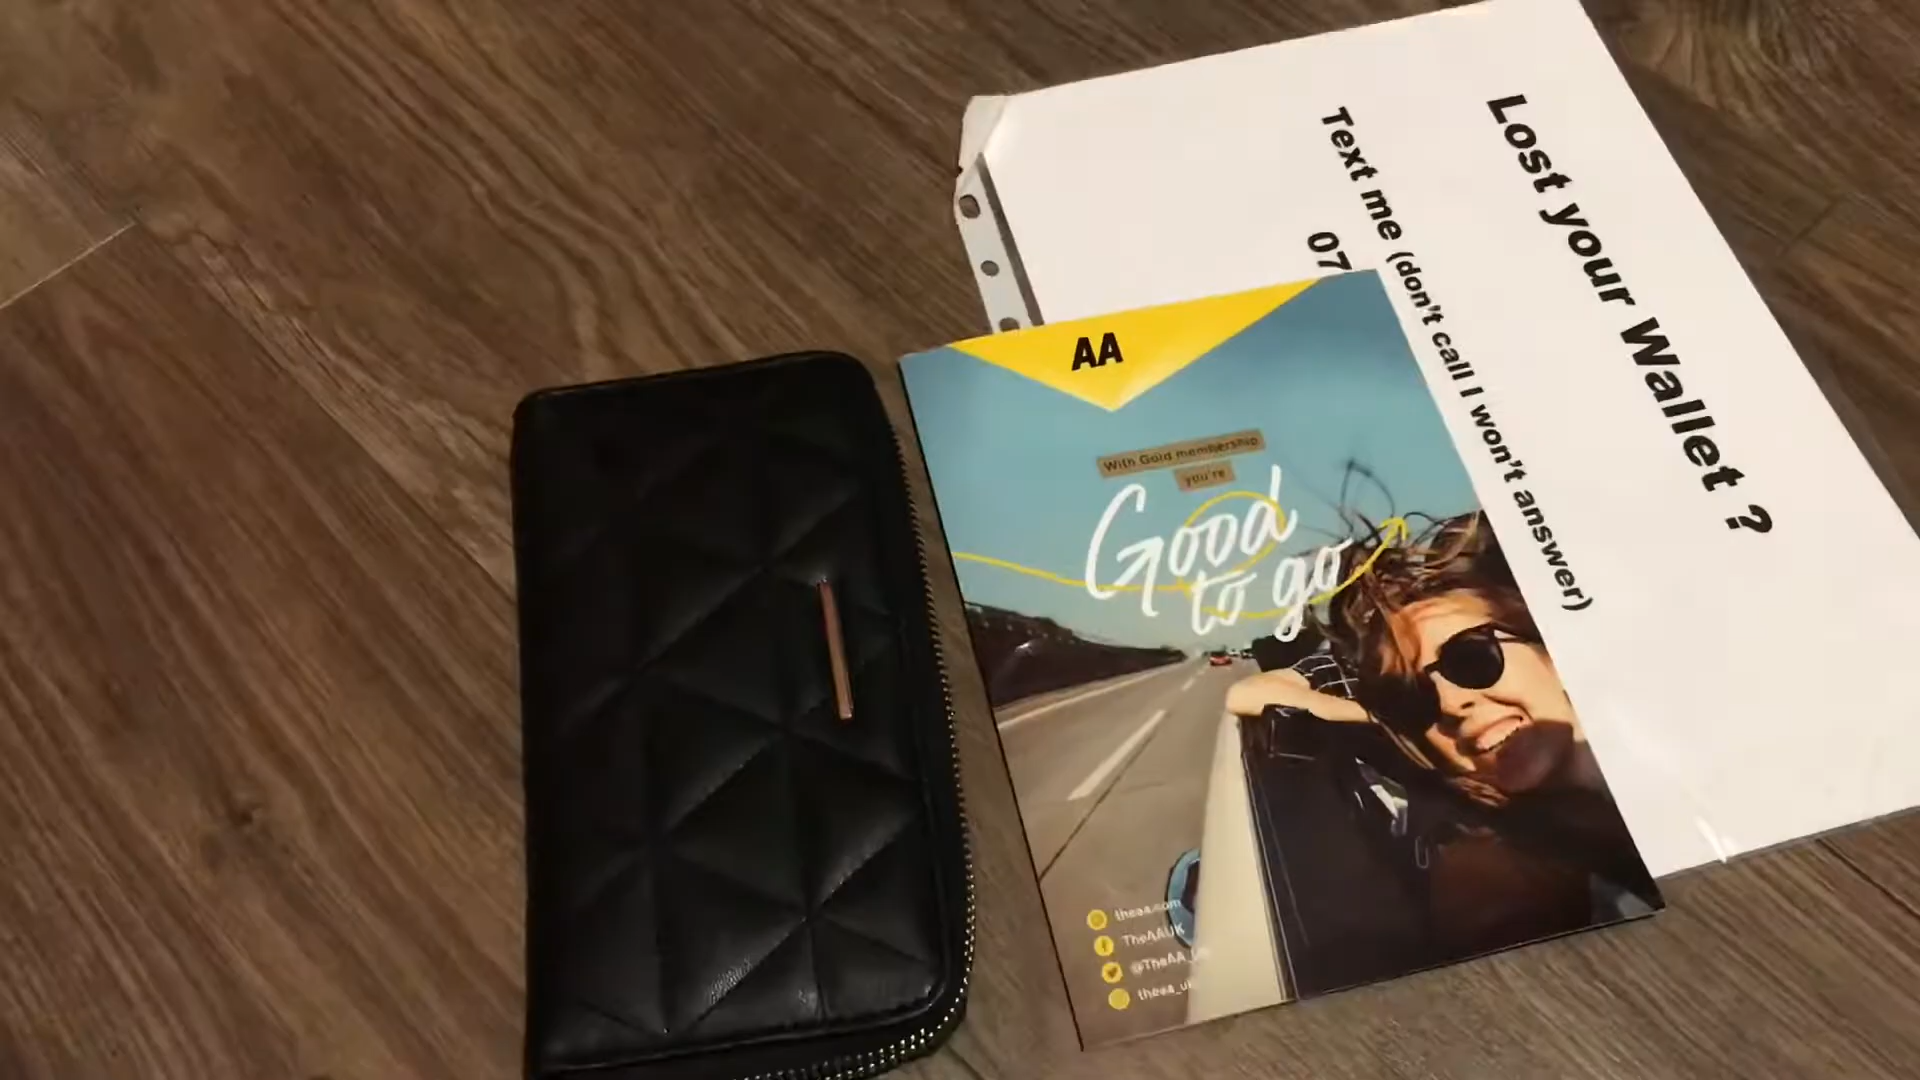 Lost your Wallet ?
Text me (don't call I won't answer)
07
AA
With Gold membership
you're
Good
to go
theaa.com
TheAAUK
@TheAA_
theaa_uk